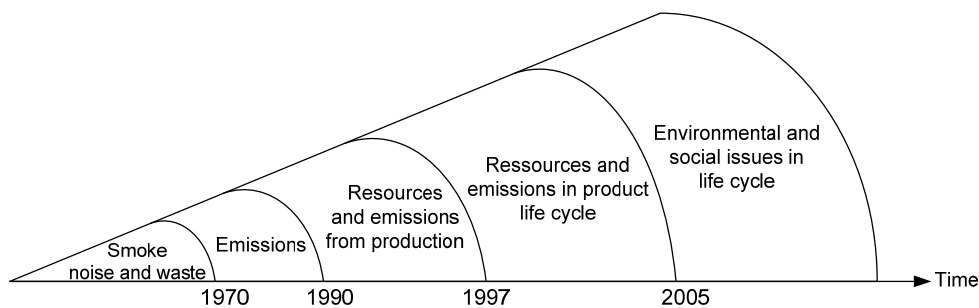 Smoke
noise and waste
Emissions
Resources
and emissions
from production
Ressources and
emissions in product
life cycle
Environmental and
social issues in
life cycle
1970
1990
1997
2005
Time